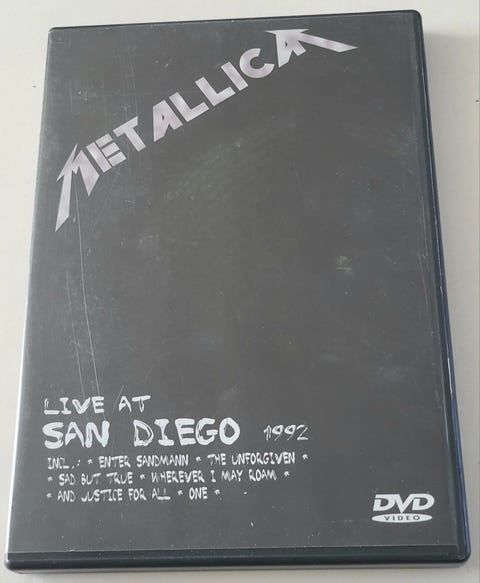 METALLICA
LIVE AT
SAN DIEGO 1992
INCL.: * ENTER SANDMANN * THE UNFORGIVEN *
* SAD BUT TRUE * WHEREVER I MAY ROAM *
* AND JUSTICE FOR ALL * ONE *
DVD
VIDEO